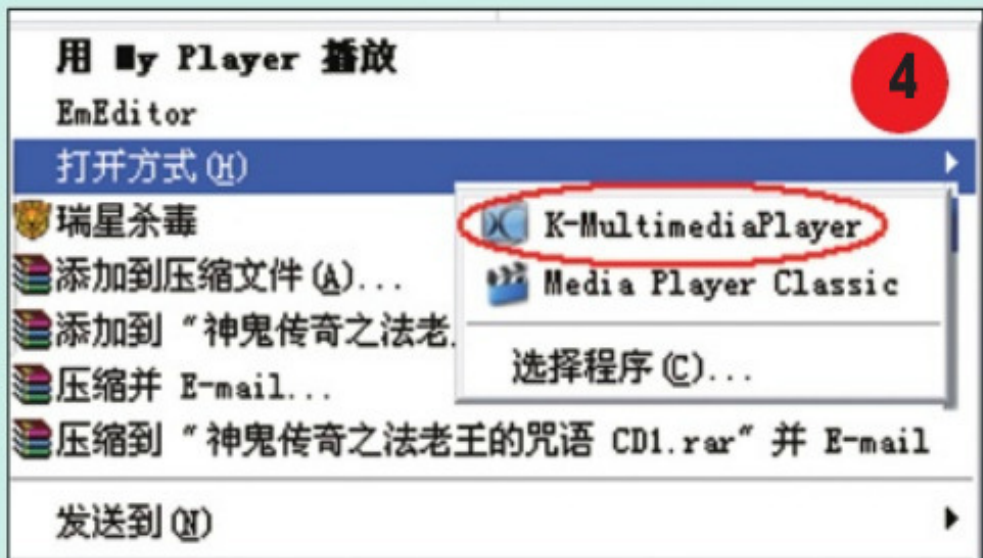 用 My Player 播放
4
EmEditor
打开方式(H)
瑞星杀毒
K-MultimediaPlayer
添加到压缩文件(A)...
Media Player Classic
添加到 "神鬼传奇之法老
压缩并 E-mail...
选择程序(C)...
压缩到 "神鬼传奇之法老王的咒语 CD1.rar" 并 E-mail
发送到(N)